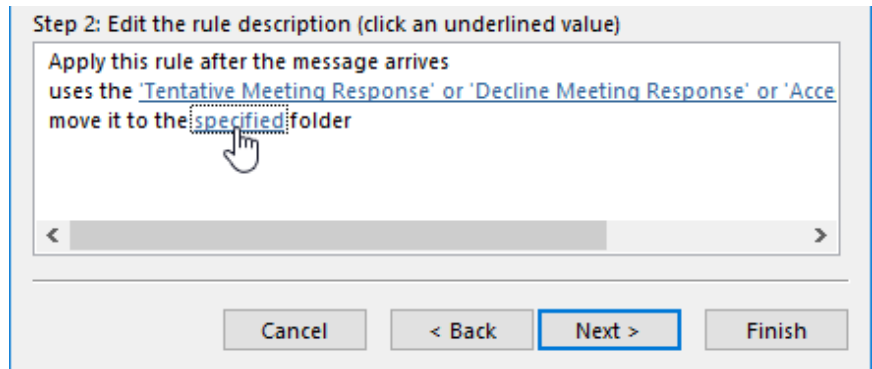 Step 2: Edit the rule description (click an underlined value)
Apply this rule after the message arrives
uses the 'Tentative Meeting Response' or 'Decline Meeting Response' or 'Acce
move it to the specified folder
Cancel
< Back
Next >
Finish